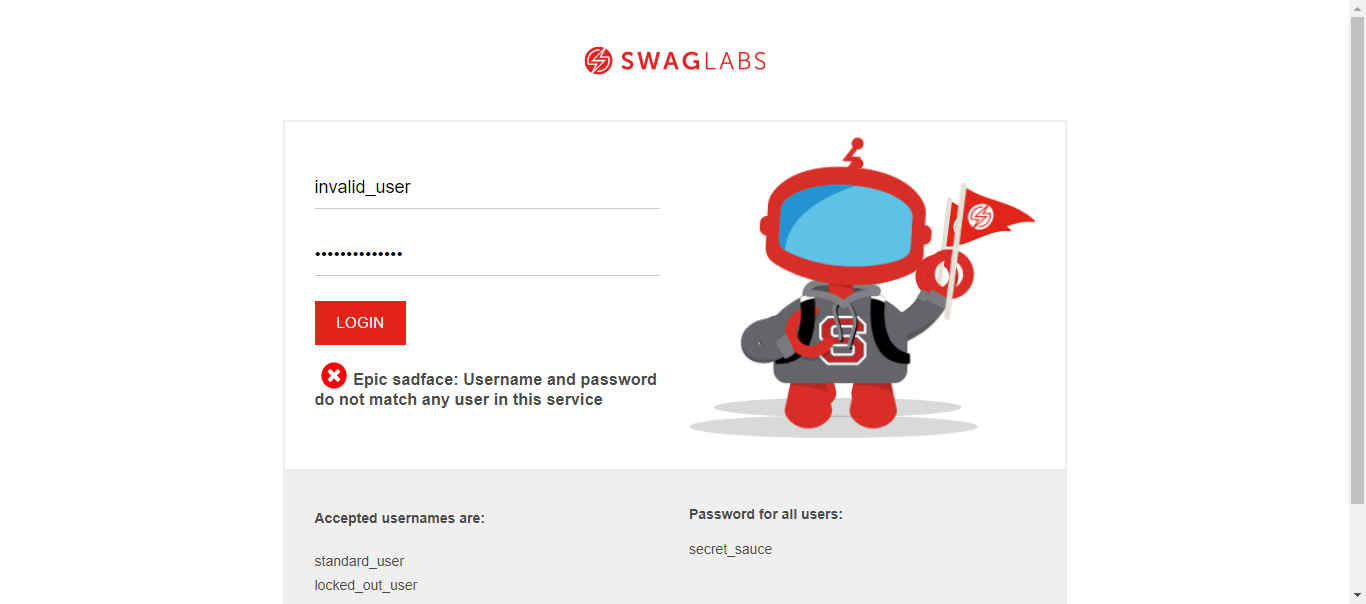 SWAGLABS
invalid_user
••••••••••••••
LOGIN
Epic sadface: Username and password
do not match any user in this service
S
Accepted usernames are:
standard_user
locked_out_user
Password for all users:
secret_sauce